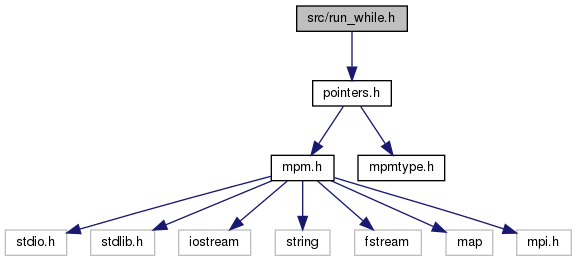 src/run_while.h
pointers.h
mpm.h
mpmtype.h
stdio.h
stdlib.h
iostream
string
fstream
map
mpi.h